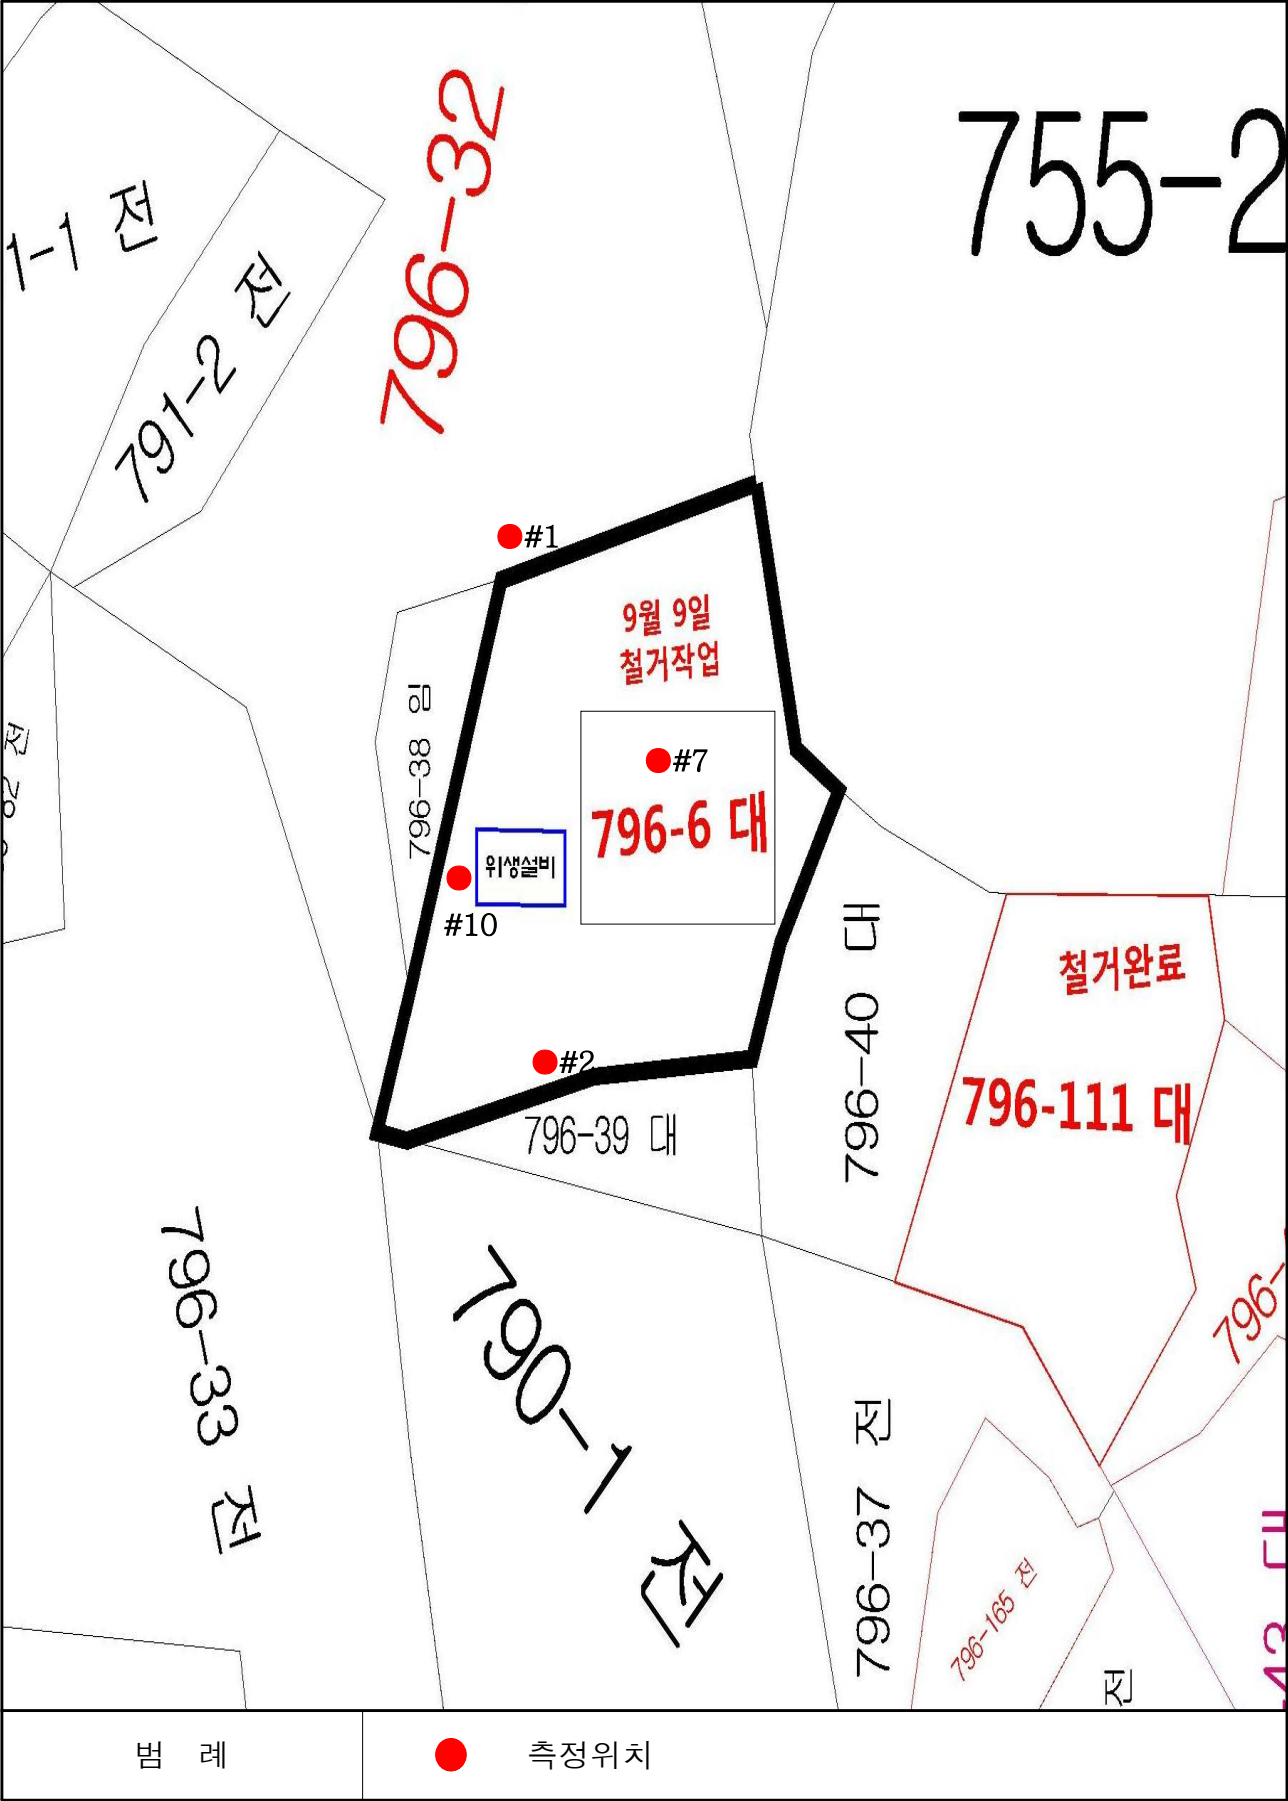 796-32
755-2
1-1 전
791-2 전
#1
9월 9일
철거작업
796-38 임
#7
796-6 대
위생설비
#10
796-40 대
철거완료
#2
796-111 대
796-39 대
796-33 전
790-1 전
796-
796-37 전
796-165 전
전
범 례
측정위치